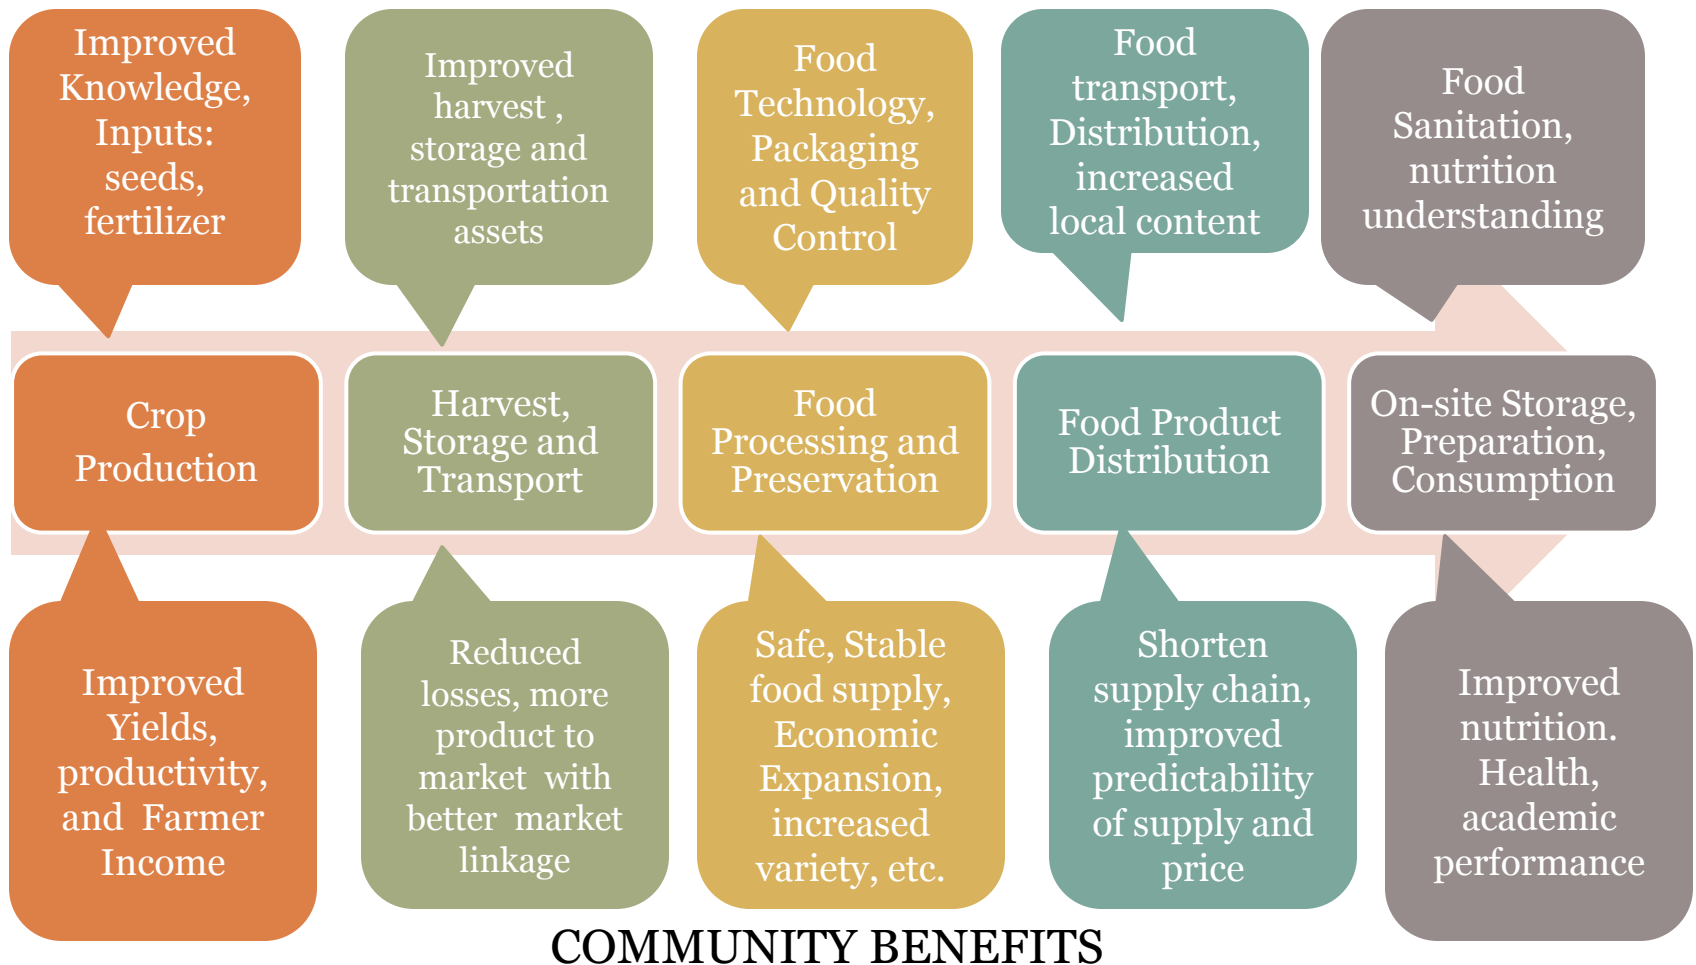 Improved
Knowledge,
Inputs:
seeds,
fertilizer
Improved
harvest ,
storage and
transportation
assets
Food
Technology,
Packaging
and Quality
Control
Food
transport,
Distribution,
increased
local content
Food
Sanitation,
nutrition
understanding
Crop
Production
Harvest,
Storage and
Transport
Food
Processing and
Preservation
Food Product
Distribution
On-site Storage,
Preparation,
Consumption
Improved
Yields,
productivity,
and Farmer
Income
Reduced
losses, more
product to
market with
better market
linkage
Safe, Stable
food supply,
Economic
Expansion,
increased
variety, etc.
Shorten
supply chain,
improved
predictability
of supply and
price
Improved
nutrition.
Health,
academic
performance
COMMUNITY BENEFITS